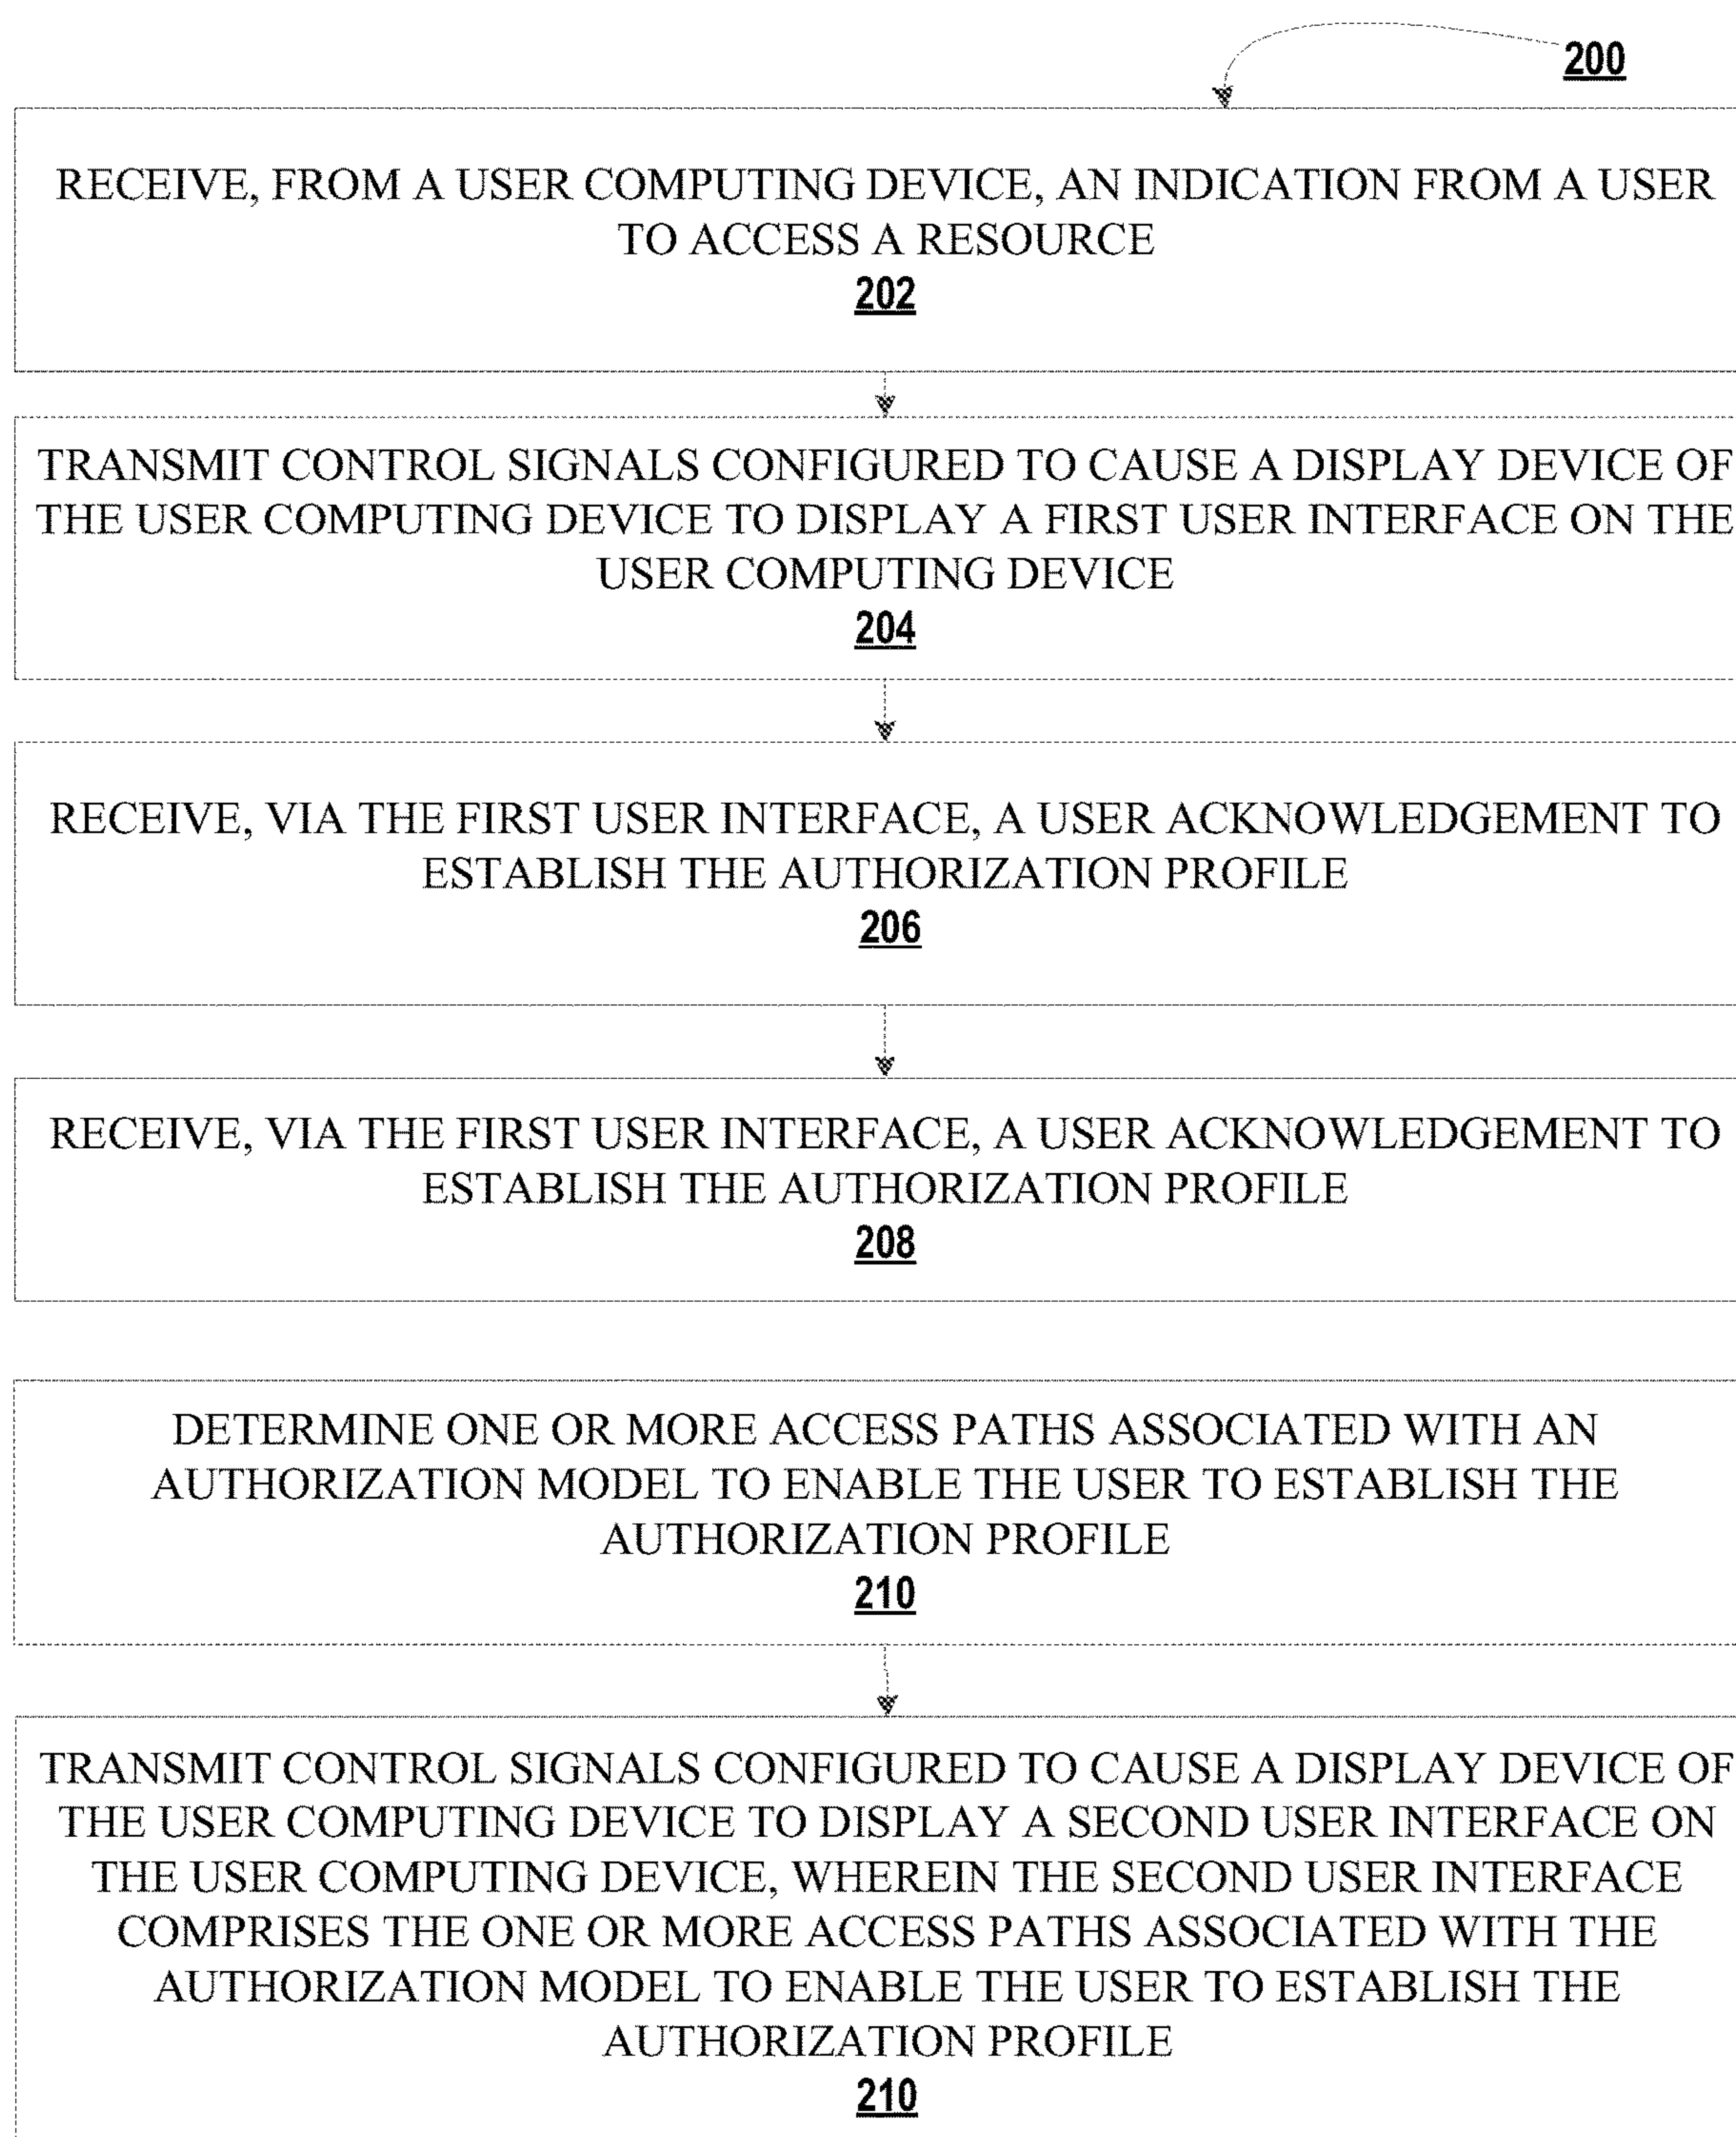 200
RECEIVE, FROM A USER COMPUTING DEVICE, AN INDICATION FROM A USER
TO ACCESS A RESOURCE
202
TRANSMIT CONTROL SIGNALS CONFIGURED TO CAUSE A DISPLAY DEVICE OF
THE USER COMPUTING DEVICE TO DISPLAY A FIRST USER INTERFACE ON THE
USER COMPUTING DEVICE
204
RECEIVE, VIA THE FIRST USER INTERFACE, A USER ACKNOWLEDGEMENT TO
ESTABLISH THE AUTHORIZATION PROFILE
206
RECEIVE, VIA THE FIRST USER INTERFACE, A USER ACKNOWLEDGEMENT TO
ESTABLISH THE AUTHORIZATION PROFILE
208
DETERMINE ONE OR MORE ACCESS PATHS ASSOCIATED WITH AN
AUTHORIZATION MODEL TO ENABLE THE USER TO ESTABLISH THE
AUTHORIZATION PROFILE
210
TRANSMIT CONTROL SIGNALS CONFIGURED TO CAUSE A DISPLAY DEVICE OF
THE USER COMPUTING DEVICE TO DISPLAY A SECOND USER INTERFACE ON
THE USER COMPUTING DEVICE, WHEREIN THE SECOND USER INTERFACE
COMPRISES THE ONE OR MORE ACCESS PATHS ASSOCIATED WITH THE
AUTHORIZATION MODEL TO ENABLE THE USER TO ESTABLISH THE
AUTHORIZATION PROFILE
210